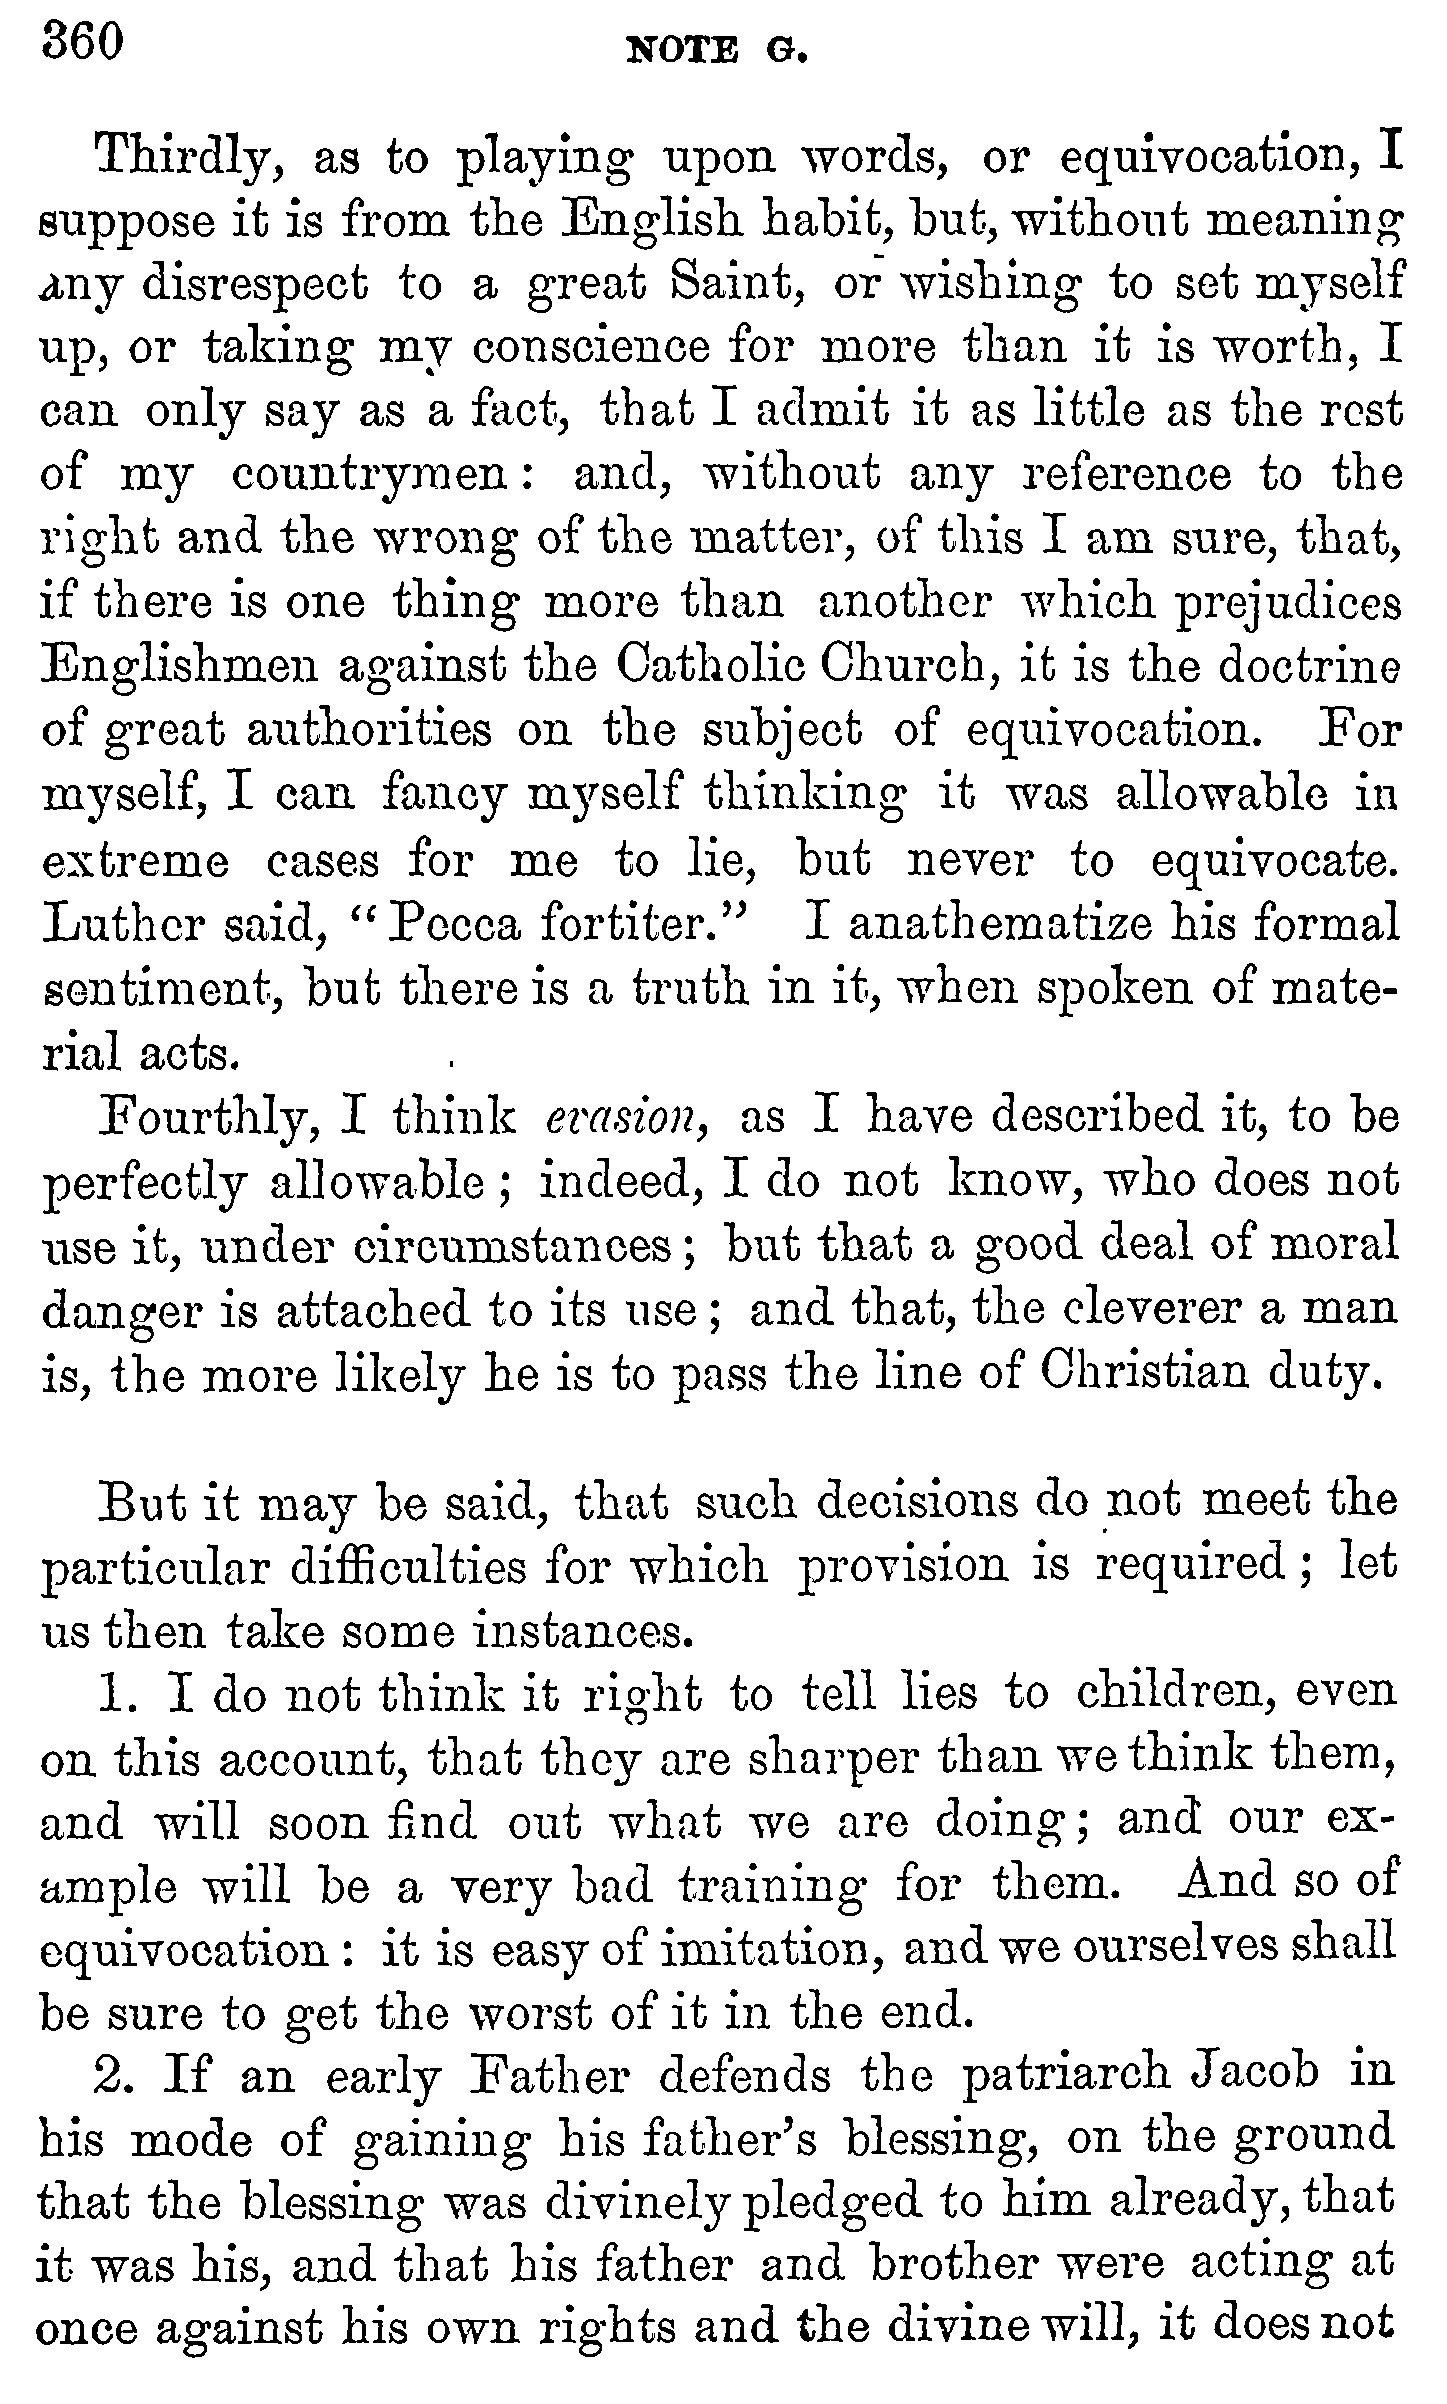 360
NOTE G.
Thirdly, as to playing upon words, or equivocation, I
suppose it is from the English habit, but, without meaning
any disrespect to a great Saint, or wishing to set myself
up, or taking my conscience for more than it is worth, I
can only say as a fact, that I admit it as little as the rest
of my countrymen: and, without any reference to the
right and the wrong of the matter, of this I am sure, that,
if there is one thing more than another which prejudices
Englishmen against the Catholic Church, it is the doctrine
of great authorities on the subject of equivocation. For
myself, I can fancy myself thinking it was allowable in
extreme cases for me to lie, but never to equivocate.
Luther said, “Pecca fortiter.” I anathematize his formal
sentiment, but there is a truth in it, when spoken of mate-
rial acts.
Fourthly, I think evasion, as I have described it, to be
perfectly allowable; indeed, I do not know, who does not
use it, under circumstances; but that a good deal of moral
danger is attached to its use; and that, the cleverer a man
is, the more likely he is to pass the line of Christian duty.
But it may be said, that such decisions do not meet the
particular difficulties for which provision is required; let
us then take some instances.
1. I do not think it right to tell lies to children, even
on this account, that they are sharper than we think them,
and will soon find out what we are doing; and our ex-
ample will be a very bad training for them. And so of
equivocation: it is easy of imitation, and we ourselves shall
be sure to get the worst of it in the end.
2. If an early Father defends the patriarch Jacob in
his mode of gaining his father’s blessing, on the ground
that the blessing was divinely pledged to him already, that
it was his, and that his father and brother were acting at
once against his own rights and the divine will, it does not